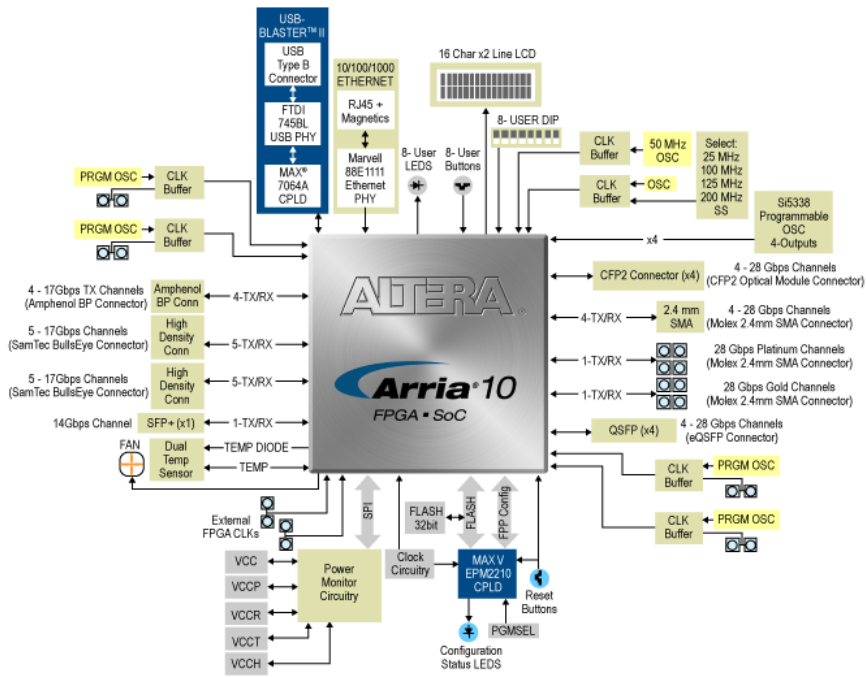 USB-
BLASTER™ II
USB
Type B
Connector
FTDI
745BL
USB PHY
MAX®
7064A
CPLD
10/100/1000
ETHERNET
RJ45 +
Magnetics
Marvell
88E1111
Ethernet
PHY
16 Char x2 Line LCD
8- USER DIP
8- User
LEDS
8- User
Buttons
CLK
Buffer
50 MHz
OSC
CLK
Buffer
OSC
Select:
25 MHz
100 MHz
125 MHz
200 MHz
SS
Si5338
Programmable
OSC
4-Outputs
x4
PRGM OSC
CLK
Buffer
PRGM OSC
CLK
Buffer
4 - 17Gbps TX Channels
(Amphenol BP Connector)
Amphenol
BP Conn
4-TX/RX
5 - 17Gbps Channels
(SamTec BullsEye Connector)
High
Density
Conn
5-TX/RX
5 - 17Gbps Channels
(SamTec BullsEye Connector)
High
Density
Conn
5-TX/RX
14Gbps Channel
SFP+ (x1)
1-TX/RX
FAN
Dual
Temp
Sensor
TEMP DIODE
TEMP
ALTERA
Arria® 10
FPGA • SoC
CFP2 Connector (x4)
4 - 28 Gbps Channels
(CFP2 Optical Module Connector)
4-TX/RX
2.4 mm
SMA
4 - 28 Gbps Channels
(Molex 2.4mm SMA Connector)
1-TX/RX
28 Gbps Platinum Channels
(Molex 2.4mm SMA Connector)
1-TX/RX
28 Gbps Gold Channels
(Molex 2.4mm SMA Connector)
QSFP (x4)
4 - 28 Gbps Channels
(eQSFP Connector)
CLK
Buffer
PRGM OSC
CLK
Buffer
PRGM OSC
External
FPGA CLKs
SPI
FLASH
32bit
FLASH
FPP Config
VCC
VCCP
VCCR
VCCT
VCCH
Power
Monitor
Circuitry
Clock
Circuitry
MAX V
EPM2210
CPLD
Reset
Buttons
PGMSEL
Configuration
Status LEDS